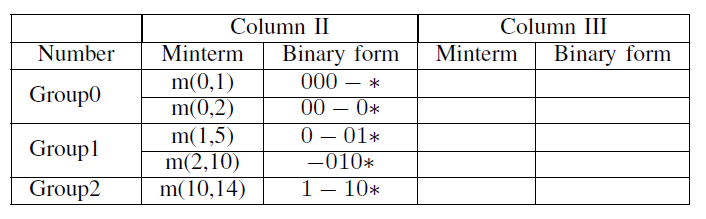 Column II Column III
Number Minterm Binary form Minterm Binary form
Group0 m(0,1) 000 − ∗
m(0,2) 00 − 0∗
Group1 m(1,5) 0 − 01∗
m(2,10) −010∗
Group2 m(10,14) 1 − 10∗